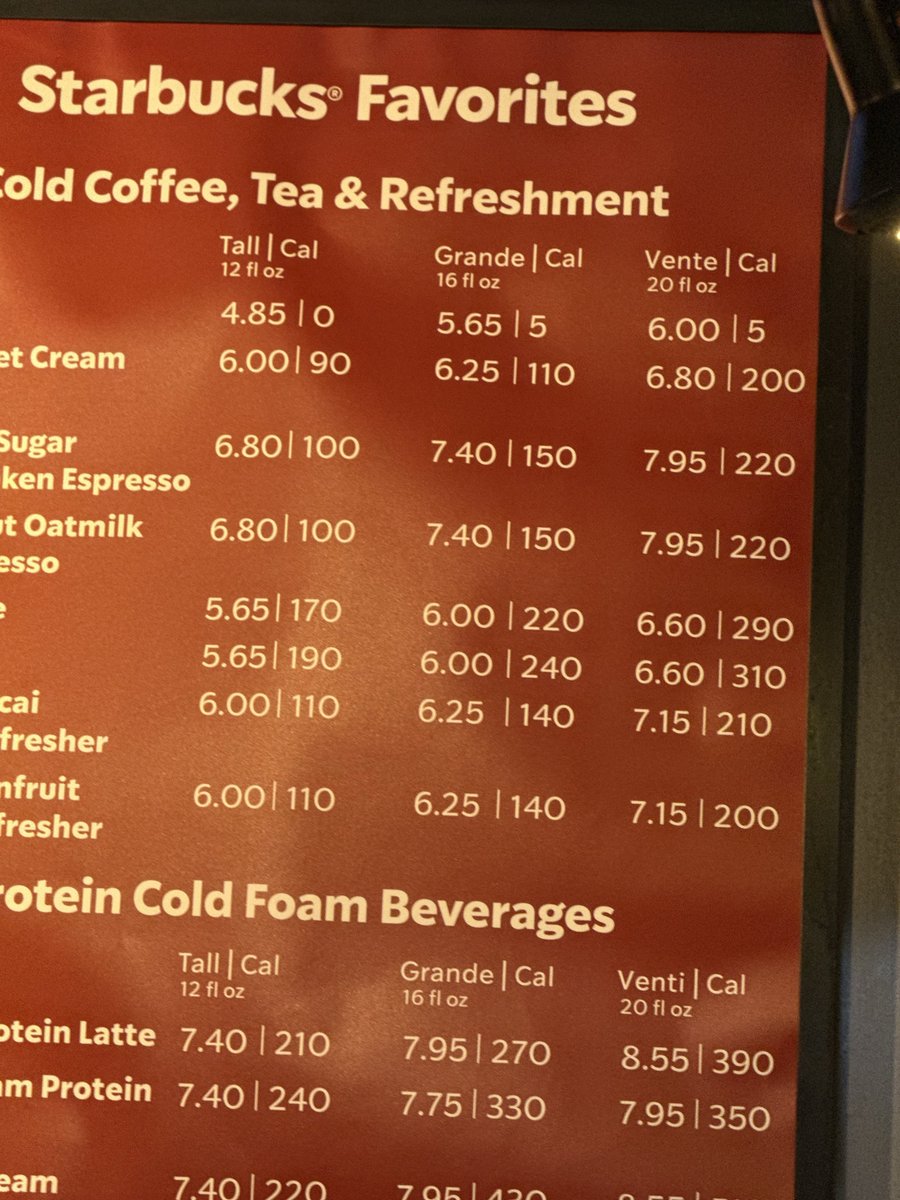 Starbucks® Favorites
Cold Coffee, Tea & Refreshment
Tall | Cal Grande | Cal Vente | Cal
12 fl oz 16 fl oz 20 fl oz
4.85 | 0 5.65 | 5 6.00 | 5
et Cream 6.00 | 90 6.25 | 110 6.80 | 200
Sugar 6.80 | 100 7.40 | 150 7.95 | 220
ken Espresso
ut Oatmilk 6.80 | 100 7.40 | 150 7.95 | 220
esso
e 5.65 | 170 6.00 | 220 6.60 | 290
5.65 | 190 6.00 | 240 6.60 | 310
cai 6.00 | 110 6.25 | 140 7.15 | 210
fresher
nfruit 6.00 | 110 6.25 | 140 7.15 | 200
fresher
rotein Cold Foam Beverages
Tall | Cal Grande | Cal Venti | Cal
12 fl oz 16 fl oz 20 fl oz
otein Latte 7.40 | 210 7.95 | 270 8.55 | 390
am Protein 7.40 | 240 7.75 | 330 7.95 | 350
eam 7.40 | 220 7.95 | 420